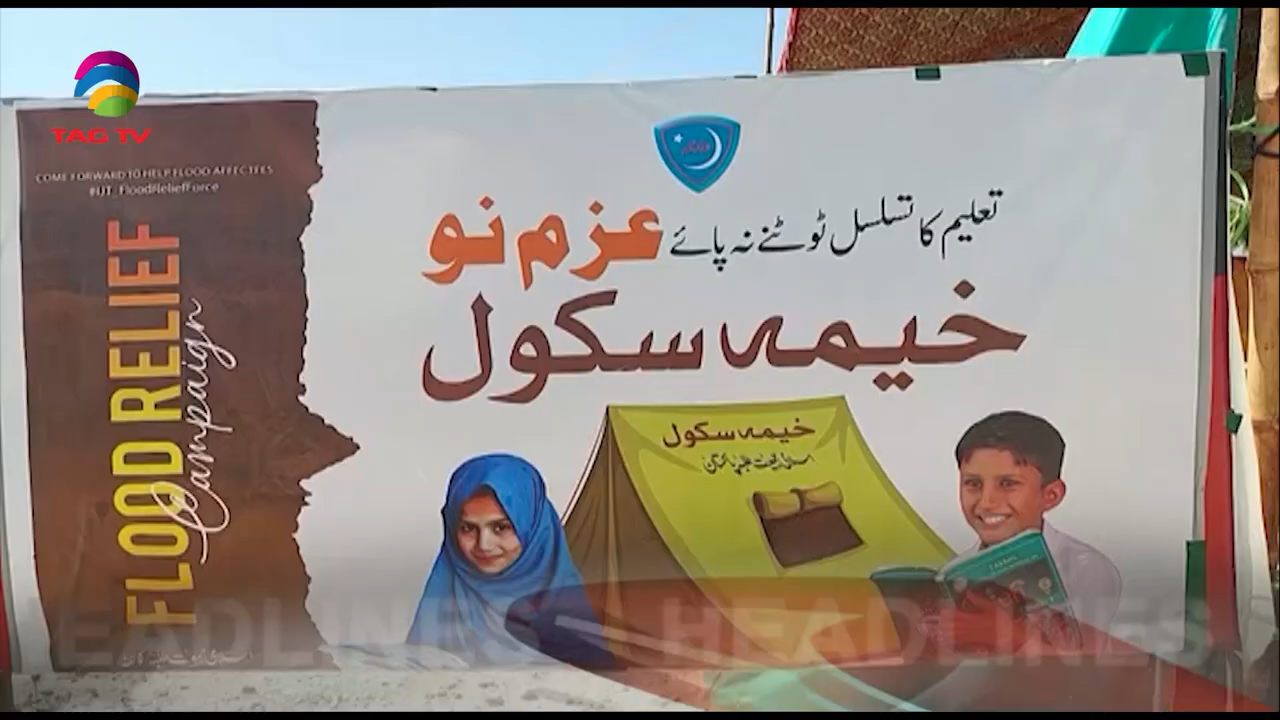 TAG TV
COME FORWARD TO HELP FLOOD AFFECTEES
#IJT_FloodReliefForce
FLOOD RELIEF
Campaign
تعلیم کا تسلسل ٹوٹنے نہ پائے عزم نو
خیمہ سکول
خیمہ سکول
HEADLINES
HEADLINES